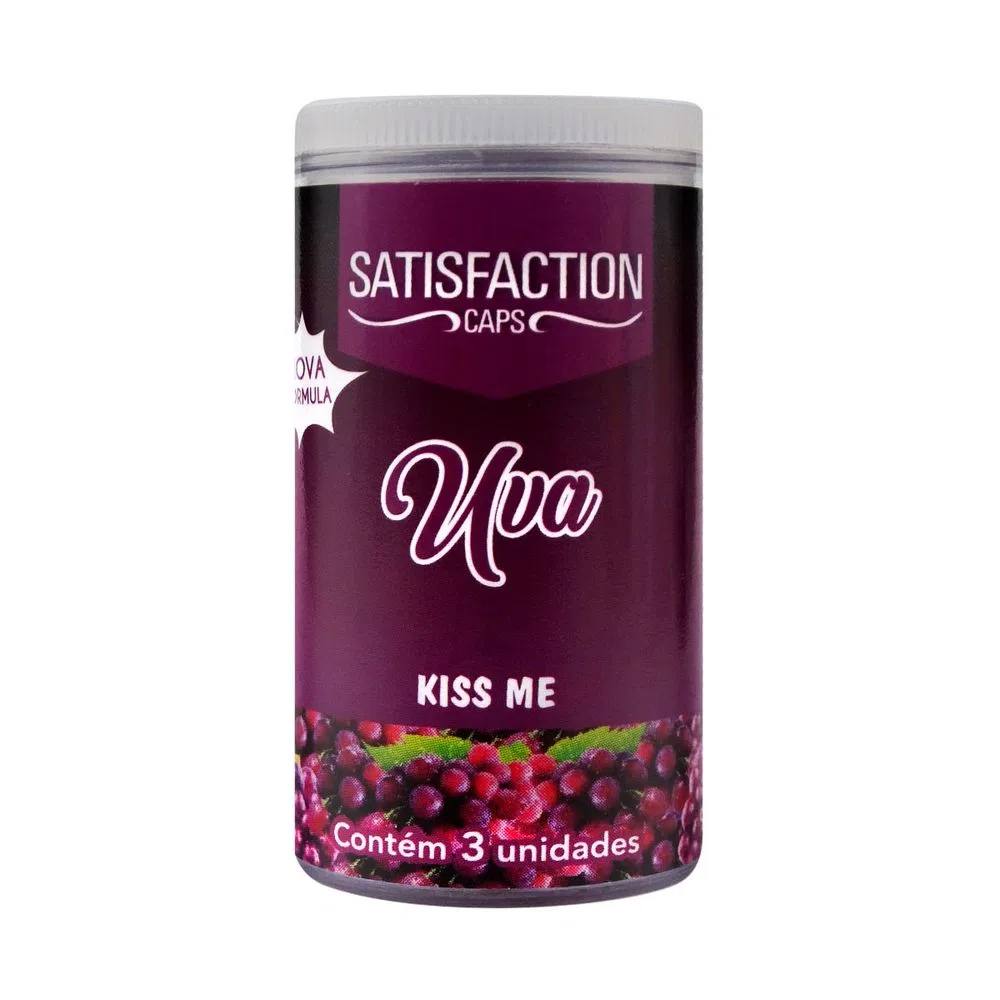 SATISFACTION
CAPS
OVA
RMULA
Uva
KISS ME
Contém 3 unidades